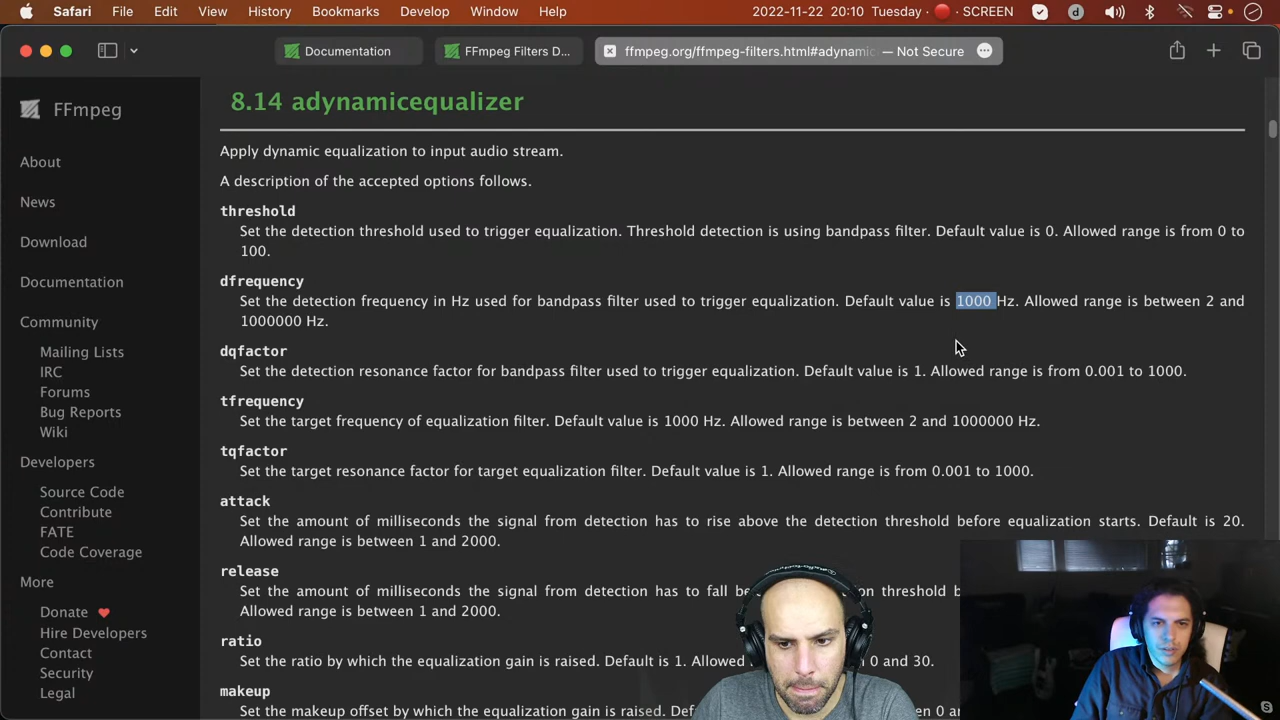 Safari File Edit View History Bookmarks Develop Window Help 2022-11-22 20:10 Tuesday SCREEN d
Documentation FFmpeg Filters D... ffmpeg.org/ffmpeg-filters.html#adynamic — Not Secure
FFmpeg
About
News
Download
Documentation
Community
Mailing Lists
IRC
Forums
Bug Reports
Wiki
Developers
Source Code
Contribute
FATE
Code Coverage
More
Donate
Hire Developers
Contact
Security
Legal
8.14 adynamicequalizer
Apply dynamic equalization to input audio stream.
A description of the accepted options follows.
threshold
Set the detection threshold used to trigger equalization. Threshold detection is using bandpass filter. Default value is 0. Allowed range is from 0 to
100.
dfrequency
Set the detection frequency in Hz used for bandpass filter used to trigger equalization. Default value is 1000 Hz. Allowed range is between 2 and
1000000 Hz.
dqfactor
Set the detection resonance factor for bandpass filter used to trigger equalization. Default value is 1. Allowed range is from 0.001 to 1000.
tfrequency
Set the target frequency of equalization filter. Default value is 1000 Hz. Allowed range is between 2 and 1000000 Hz.
tqfactor
Set the target resonance factor for target equalization filter. Default value is 1. Allowed range is from 0.001 to 1000.
attack
Set the amount of milliseconds the signal from detection has to rise above the detection threshold before equalization starts. Default is 20.
Allowed range is between 1 and 2000.
release
Set the amount of milliseconds the signal from detection has to fall threshold
Allowed range is between 1 and 2000.
ratio
Set the ratio by which the equalization gain is raised. Default is 1. Allowed 0 and 30.
makeup
Set the makeup offset by which the equalization gain is raised.